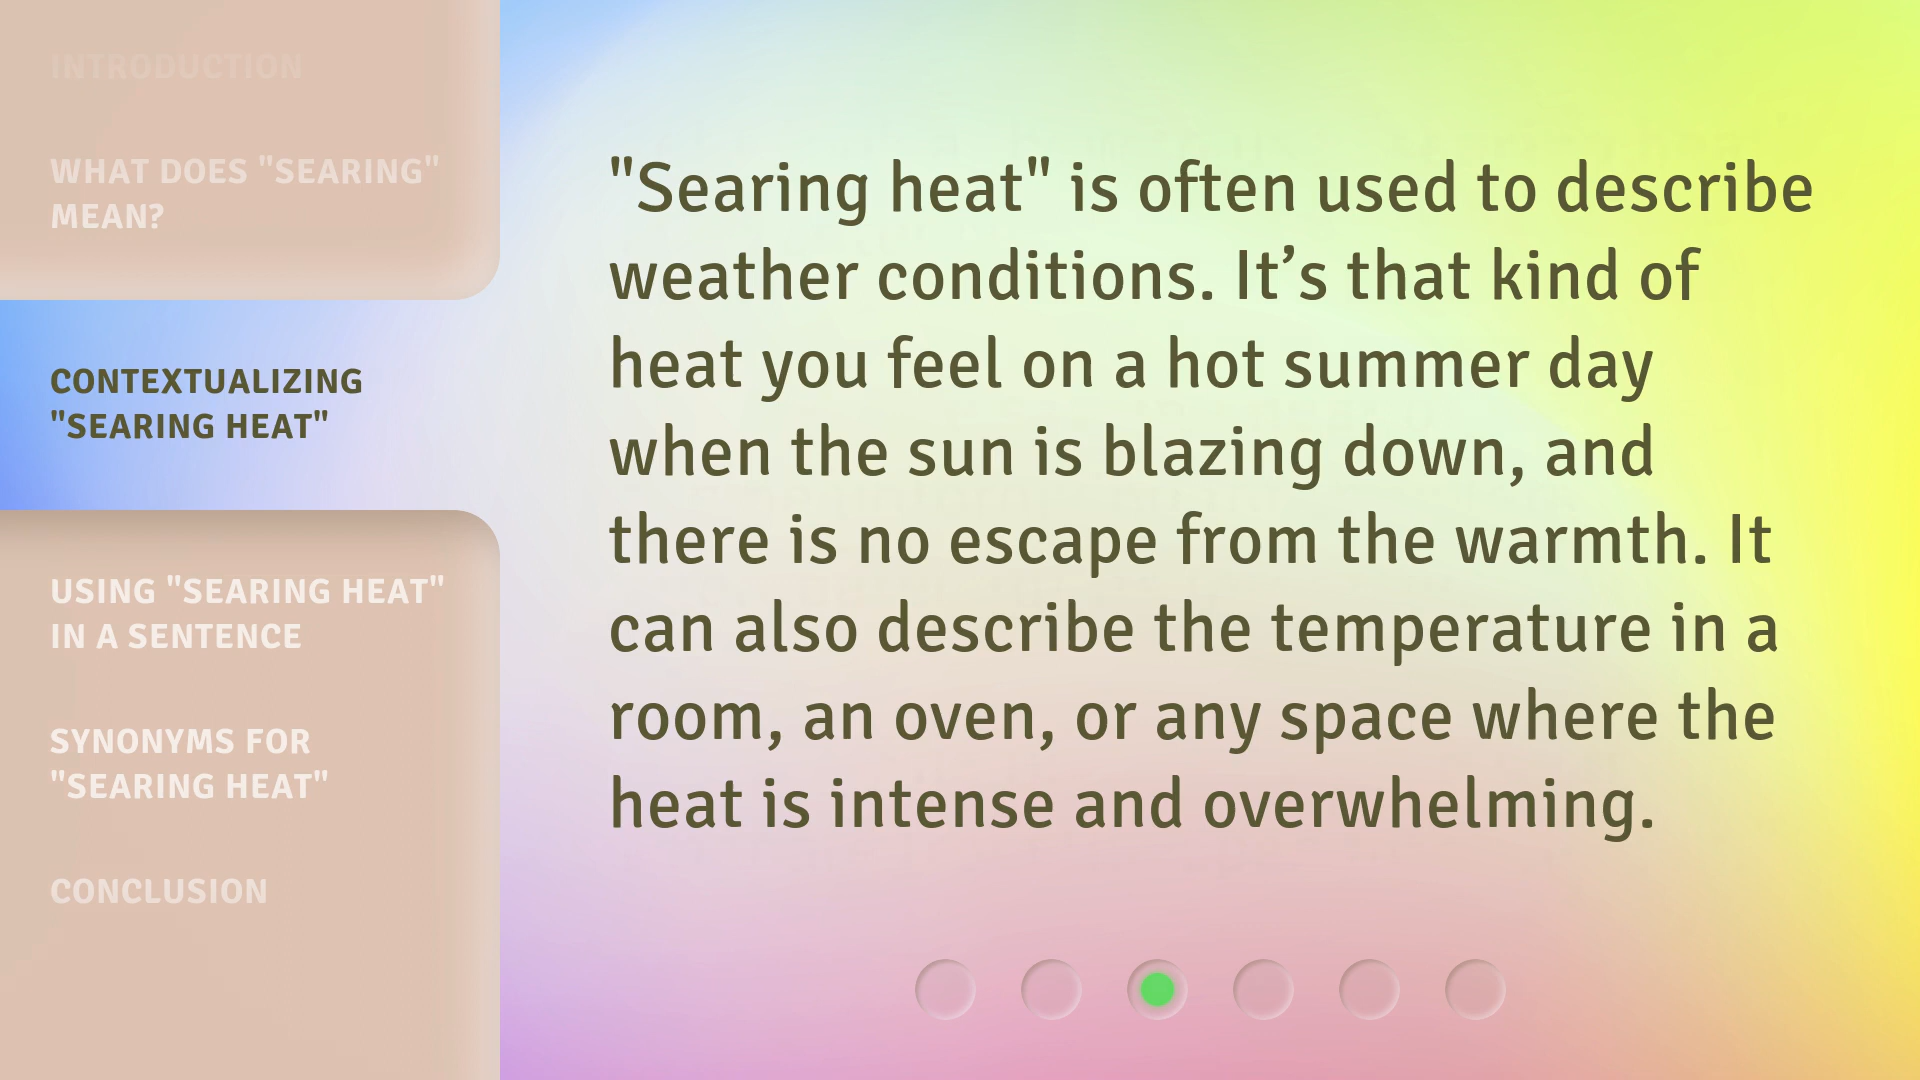 INTRODUCTION
WHAT DOES "SEARING"
MEAN?
CONTEXTUALIZING
"SEARING HEAT"
USING "SEARING HEAT"
IN A SENTENCE
SYNONYMS FOR
"SEARING HEAT"
CONCLUSION
"Searing heat" is often used to describe
weather conditions. It’s that kind of
heat you feel on a hot summer day
when the sun is blazing down, and
there is no escape from the warmth. It
can also describe the temperature in a
room, an oven, or any space where the
heat is intense and overwhelming.